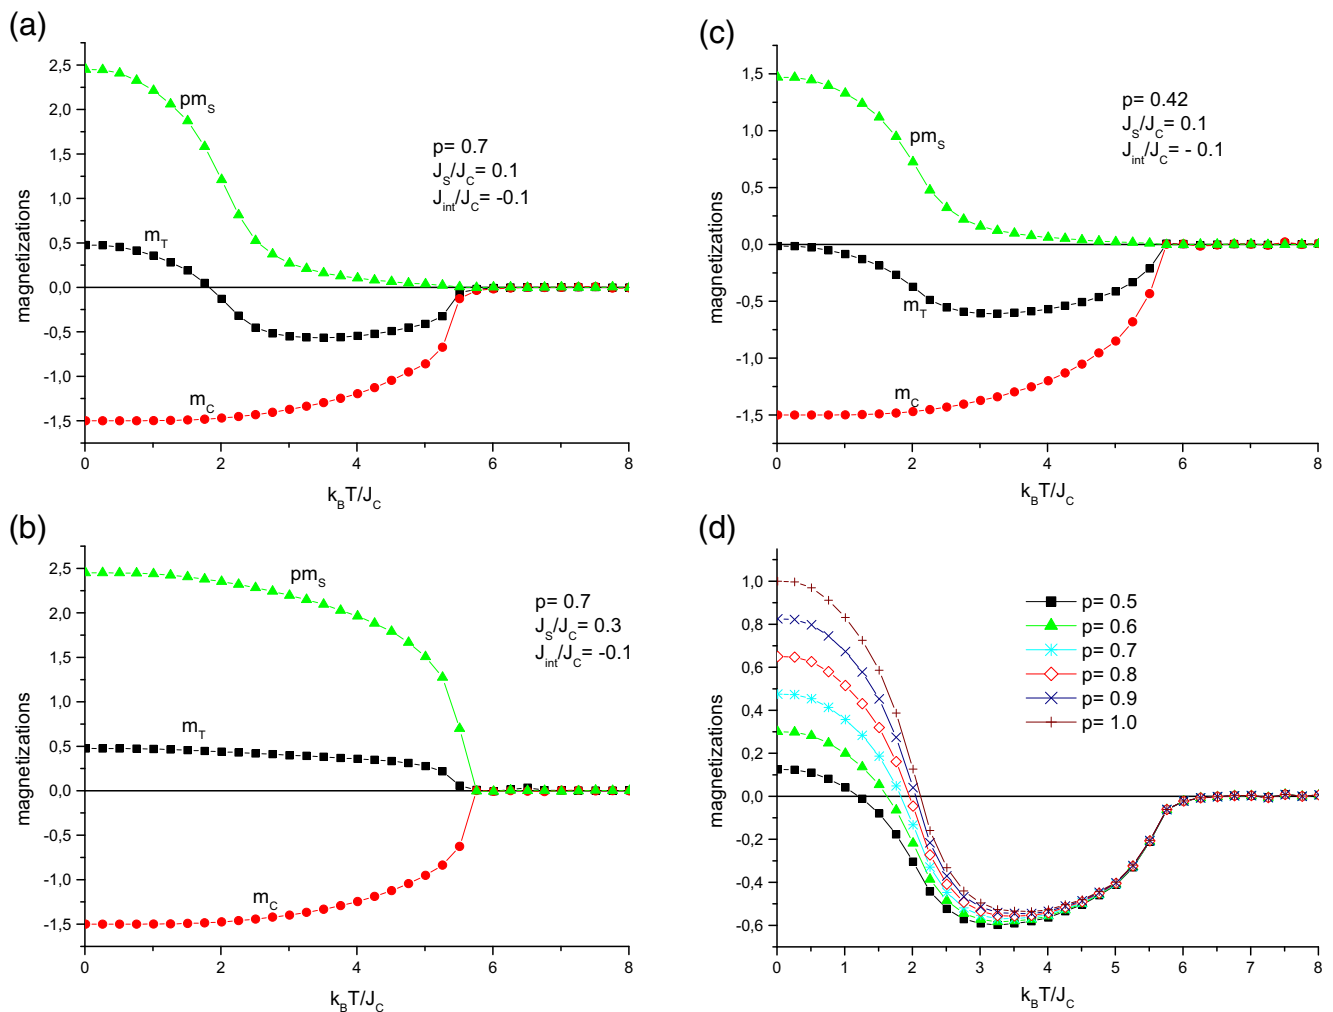 (a)
2,5
2,0
1,5
1,0
0,5
0,0
-0,5
-1,0
-1,5
magnetizations
pm_S
m_T
m_C
p= 0.7
J_S/J_C= 0.1
J_int/J_C= -0.1
0 2 4 6 8
k_BT/J_C
(c)
1,5
1,0
0,5
0,0
-0,5
-1,0
-1,5
magnetizations
pm_S
m_T
m_C
p= 0.42
J_S/J_C= 0.1
J_int/J_C= - 0.1
0 2 4 6 8
k_BT/J_C
(b)
2,5
2,0
1,5
1,0
0,5
0,0
-0,5
-1,0
-1,5
magnetizations
pm_S
m_T
m_C
p= 0.7
J_S/J_C= 0.3
J_int/J_C= -0.1
0 2 4 6 8
k_BT/J_C
(d)
1,0
0,8
0,6
0,4
0,2
0,0
-0,2
-0,4
-0,6
magnetizations
p= 0.5
p= 0.6
p= 0.7
p= 0.8
p= 0.9
p= 1.0
0 1 2 3 4 5 6 7 8
k_BT/J_C